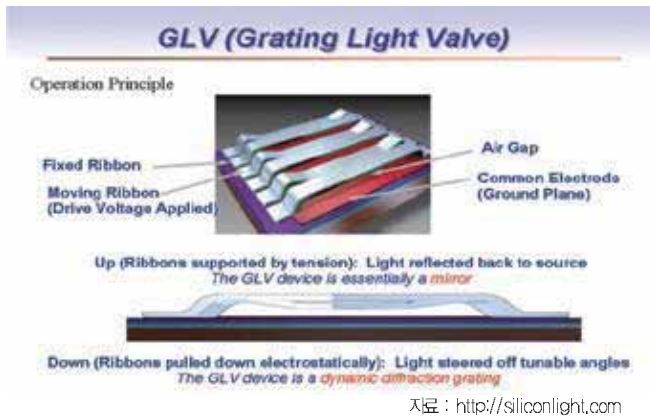 GLV (Grating Light Valve)
Operation Principle
Fixed Ribbon
Moving Ribbon
(Drive Voltage Applied)
Air Gap
Common Electrode
(Ground Plane)
Up (Ribbons supported by tension): Light reflected back to source
The GLV device is essentially a mirror
Down (Ribbons pulled down electrostatically): Light steered off tunable angles
The GLV device is a dynamic diffraction grating
자료 : http://siliconlight.com